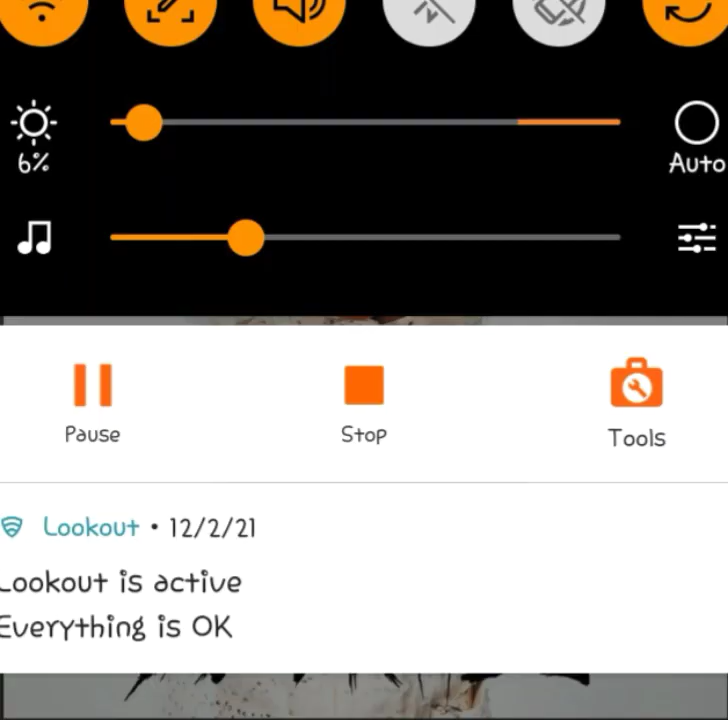 6%
Auto
Pause
Stop
Tools
Lookout • 12/2/21
Lookout is active
Everything is OK